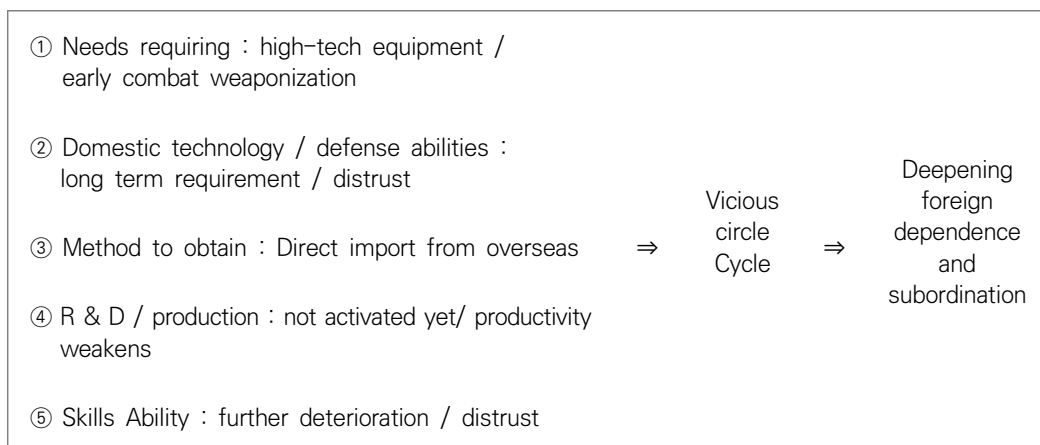 ① Needs requiring : high-tech equipment /
early combat weaponization
② Domestic technology / defense abilities :
long term requirement / distrust
③ Method to obtain : Direct import from overseas
④ R & D / production : not activated yet/ productivity
weakens
⑤ Skills Ability : further deterioration / distrust
⇒
Vicious
circle
Cycle
⇒
Deepening
foreign
dependence
and
subordination